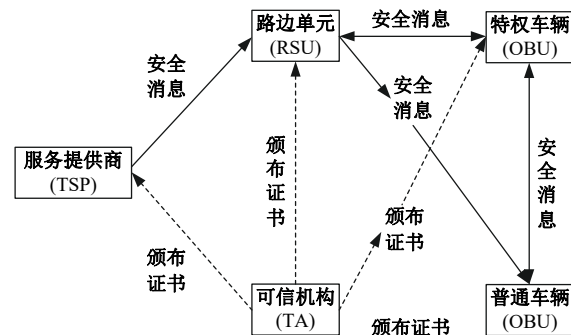 路边单元
(RSU)
安全消息
特权车辆
(OBU)
安全
消息
安全
消息
服务提供商
(TSP)
颁
布
证
书
安
全
消
息
颁布
证书
颁布
证书
可信机构
(TA)
颁布证书
普通车辆
(OBU)